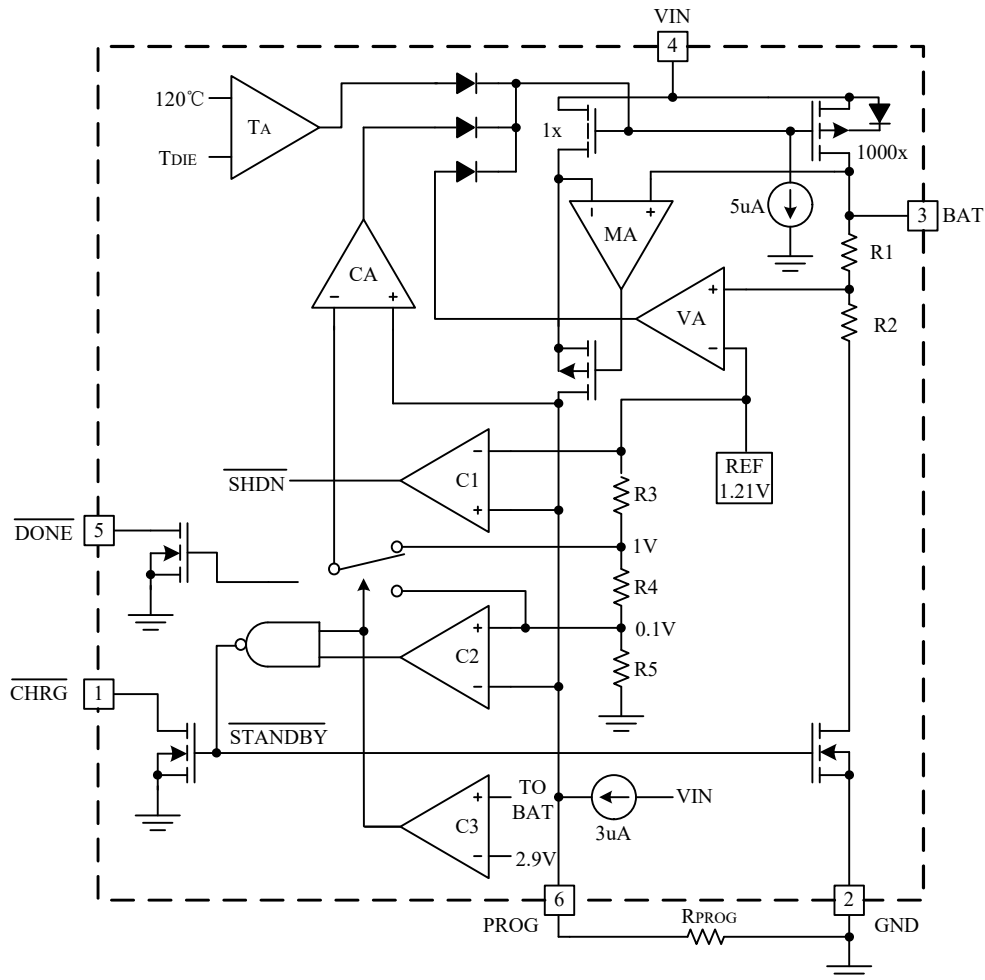 VIN
4
120℃
TA
TDIE
1x
1000x
5uA
3
BAT
MA
R1
CA
VA
R2
REF
1.21V
SHDN
C1
R3
DONE
5
1V
R4
0.1V
C2
R5
CHRG
1
STANDBY
TO
BAT
C3
VIN
3uA
2.9V
6
2
PROG
RPROG
GND
− +
− +
+
−
−
+
+
−
+
−